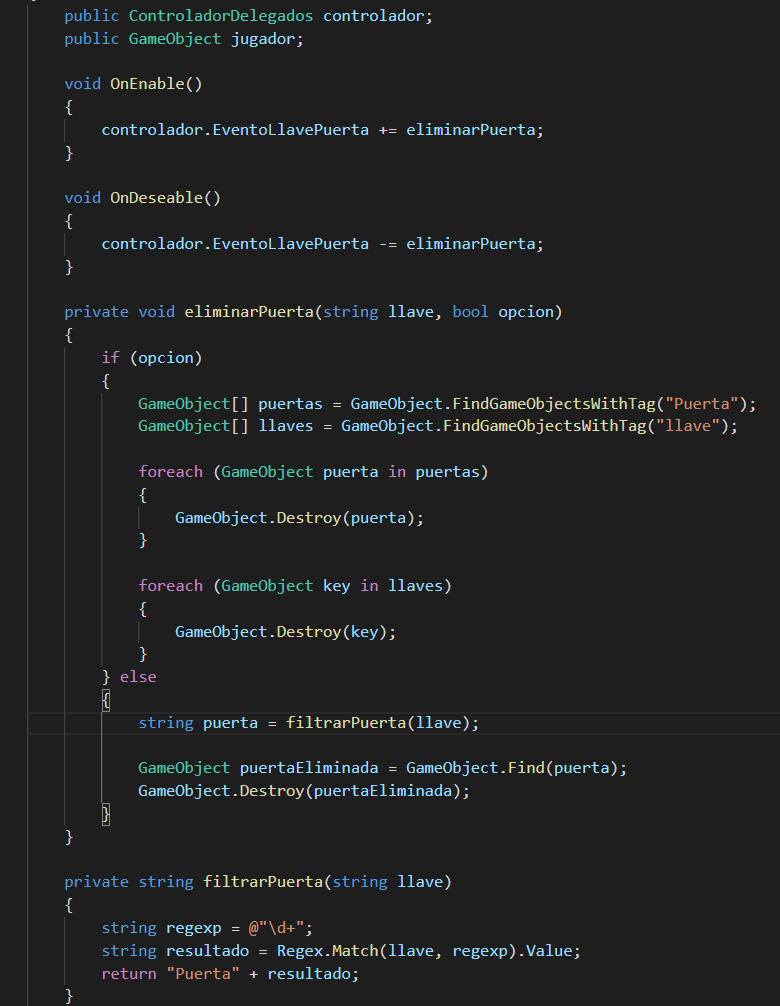 public ControladorDelegados controlador;
public GameObject jugador;
void OnEnable()
{
controlador.EventoLlavePuerta += eliminarPuerta;
}
void OnDeseable()
{
controlador.EventoLlavePuerta -= eliminarPuerta;
}
private void eliminarPuerta(string llave, bool opcion)
{
if (opcion)
{
GameObject[] puertas = GameObject.FindGameObjectsWithTag("Puerta");
GameObject[] llaves = GameObject.FindGameObjectsWithTag("llave");
foreach (GameObject puerta in puertas)
{
GameObject.Destroy(puerta);
}
foreach (GameObject key in llaves)
{
GameObject.Destroy(key);
}
} else
{
string puerta = filtrarPuerta(llave);
GameObject puertaEliminada = GameObject.Find(puerta);
GameObject.Destroy(puertaEliminada);
}
}
private string filtrarPuerta(string llave)
{
string regexp = @"\d+";
string resultado = Regex.Match(llave, regexp).Value;
return "Puerta" + resultado;
}